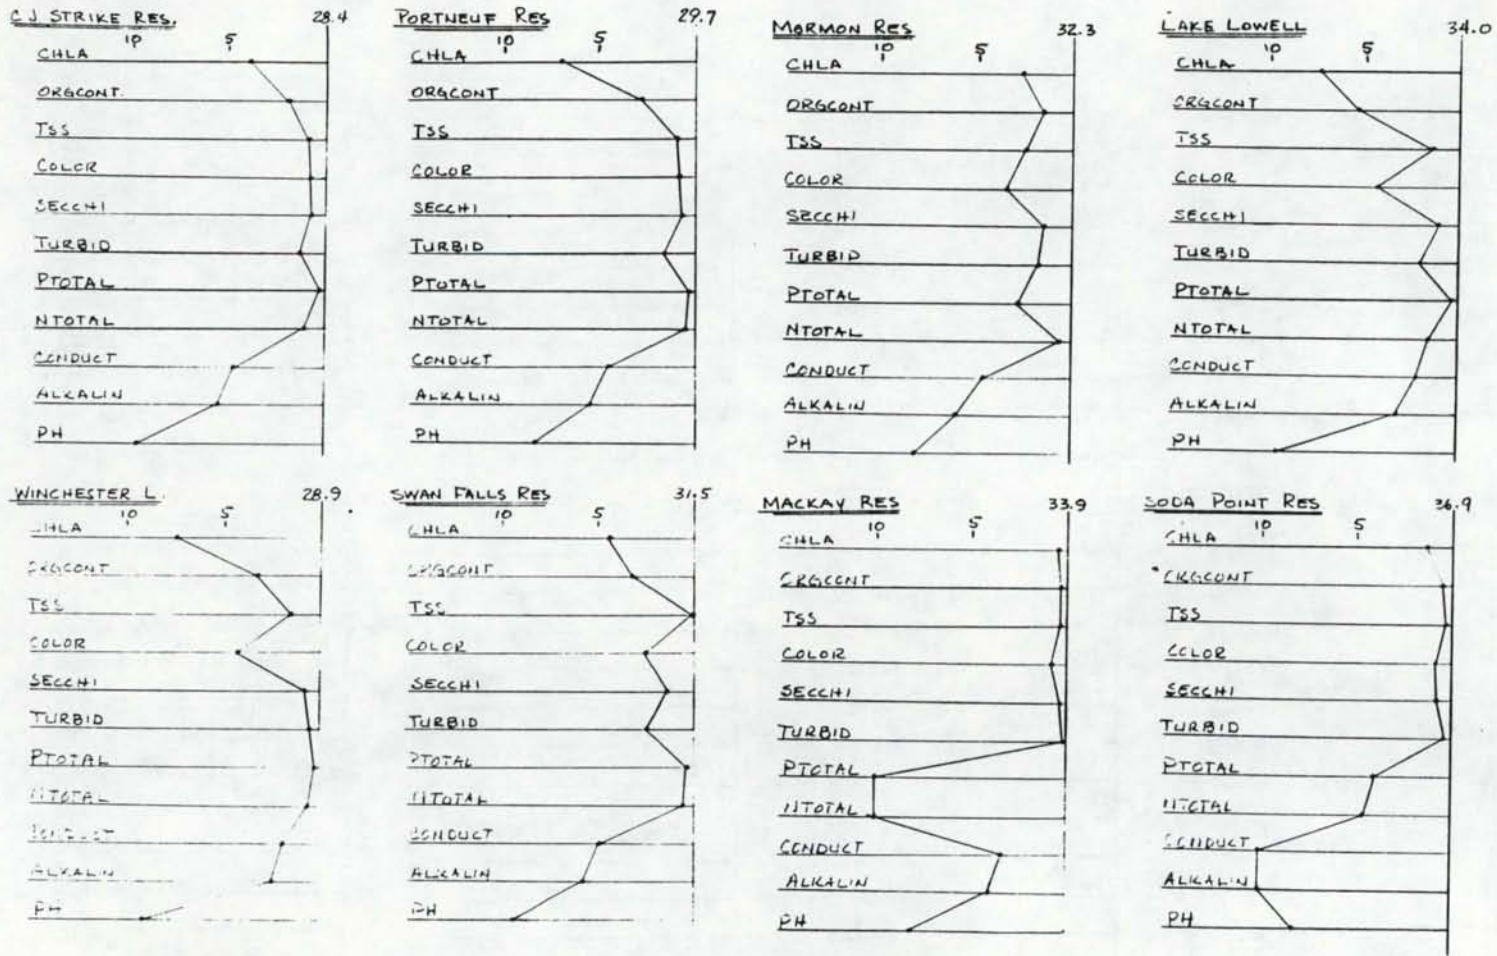 CJ STRIKE RES. 28.4
10 5
CHLA
ORGCONT.
TSS
COLOR
SECCHI
TURBID
PTOTAL
NTOTAL
CONDUCT
ALKALIN
PH
PORTNEUF RES 29.7
10 5
CHLA
ORGCONT
TSS
COLOR
SECCHI
TURBID
PTOTAL
NTOTAL
CONDUCT
ALKALIN
PH
MORMON RES 32.3
10 5
CHLA
ORGCONT
TSS
COLOR
SECCHI
TURBID
PTOTAL
NTOTAL
CONDUCT
ALKALIN
PH
LAKE LOWELL 34.0
10 5
CHLA
ORGCONT
TSS
COLOR
SECCHI
TURBID
PTOTAL
NTOTAL
CONDUCT
ALKALIN
PH
WINCHESTER L. 28.9
10 5
CHLA
ORGCONT
TSS
COLOR
SECCHI
TURBID
PTOTAL
NTOTAL
CONDUCT
ALKALIN
PH
SWAN FALLS RES 31.5
10 5
CHLA
ORGCONT
TSS
COLOR
SECCHI
TURBID
PTOTAL
NTOTAL
CONDUCT
ALKALIN
PH
MACKAY RES 33.9
10 5
CHLA
ORGCONT
TSS
COLOR
SECCHI
TURBID
PTOTAL
NTOTAL
CONDUCT
ALKALIN
PH
SODA POINT RES 36.9
10 5
CHLA
ORGCONT
TSS
COLOR
SECCHI
TURBID
PTOTAL
NTOTAL
CONDUCT
ALKALIN
PH